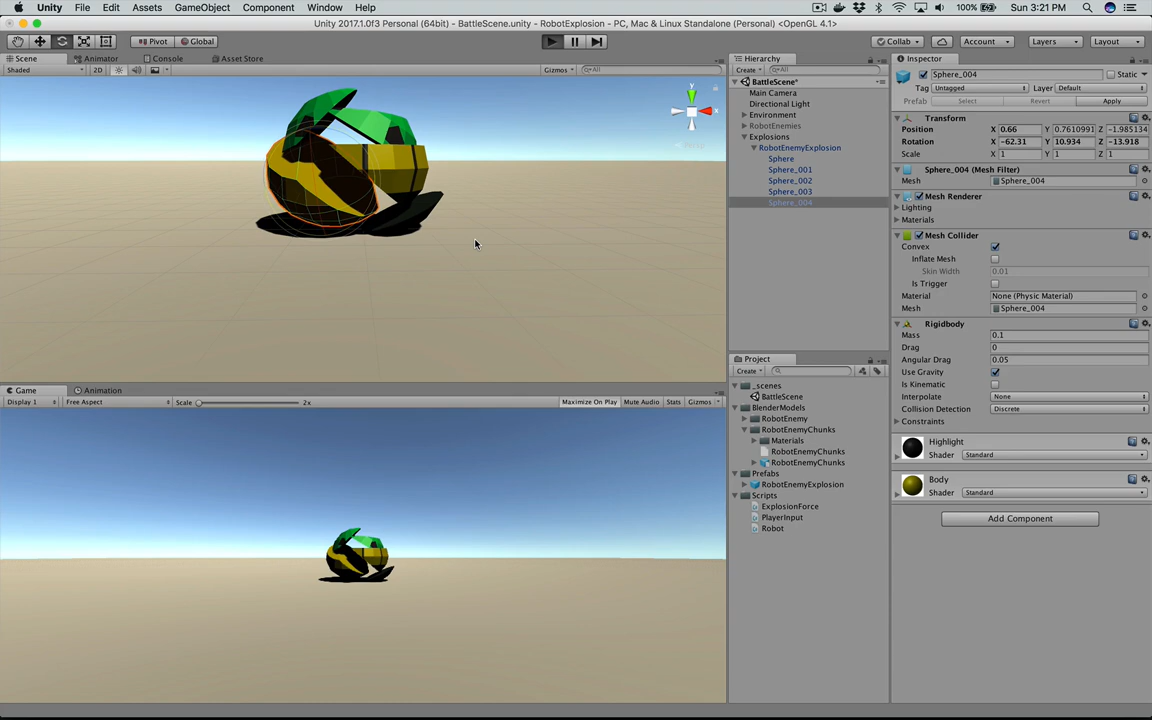 Unity File Edit Assets GameObject Component Window Help 100% Sun 3:21 PM
Unity 2017.1.0f3 Personal (64bit) - BattleScene.unity - RobotExplosion - PC, Mac & Linux Standalone (Personal) <OpenGL 4.1>
Pivot Global Collab Account Layers Layout
Scene Animator Console Asset Store
Shaded 2D Gizmos All
y x
Persp
Hierarchy
Create All
BattleScene*
Main Camera
Directional Light
Environment
RobotEnemies
Explosions
RobotEnemyExplosion
Sphere
Sphere_001
Sphere_002
Sphere_003
Sphere_004
Game Animation
Display 1 Free Aspect Scale 2x Maximize On Play Mute Audio Stats Gizmos
Project
Create
_scenes
BattleScene
BlenderModels
RobotEnemy
RobotEnemyChunks
Materials
RobotEnemyChunks
RobotEnemyChunks
Prefabs
RobotEnemyExplosion
Scripts
ExplosionForce
PlayerInput
Robot
Inspector
Sphere_004 Static
Tag Untagged Layer Default
Prefab Select Revert Apply
Transform
Position X 0.66 Y 0.7610991 Z -1.985134
Rotation X -62.31 Y 10.934 Z -13.918
Scale X 1 Y 1 Z 1
Sphere_004 (Mesh Filter)
Mesh Sphere_004
Mesh Renderer
Lighting
Materials
Mesh Collider
Convex
Inflate Mesh
Skin Width 0.01
Is Trigger
Material None (Physic Material)
Mesh Sphere_004
Rigidbody
Mass 0.1
Drag 0
Angular Drag 0.05
Use Gravity
Is Kinematic
Interpolate None
Collision Detection Discrete
Constraints
Highlight
Shader Standard
Body
Shader Standard
Add Component